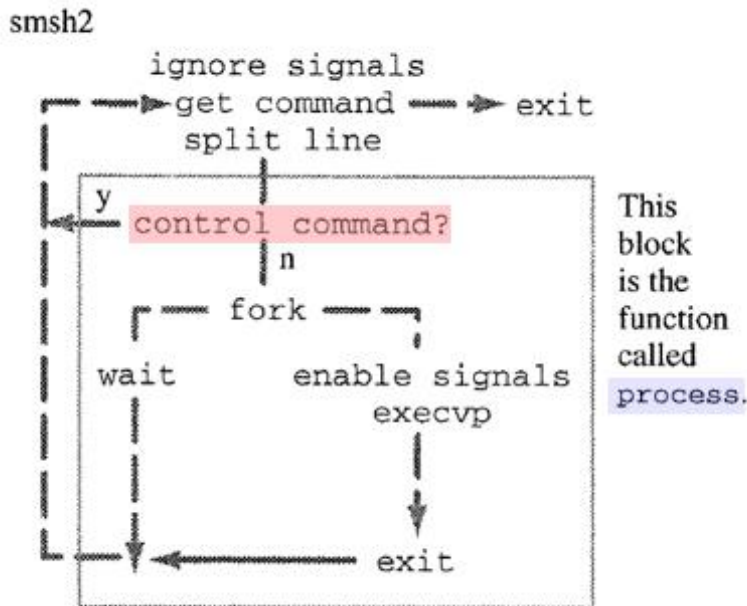 smsh2
ignore signals
get command
exit
split line
y
control command?
n
fork
wait
enable signals
execvp
exit
This
block
is the
function
called
process.